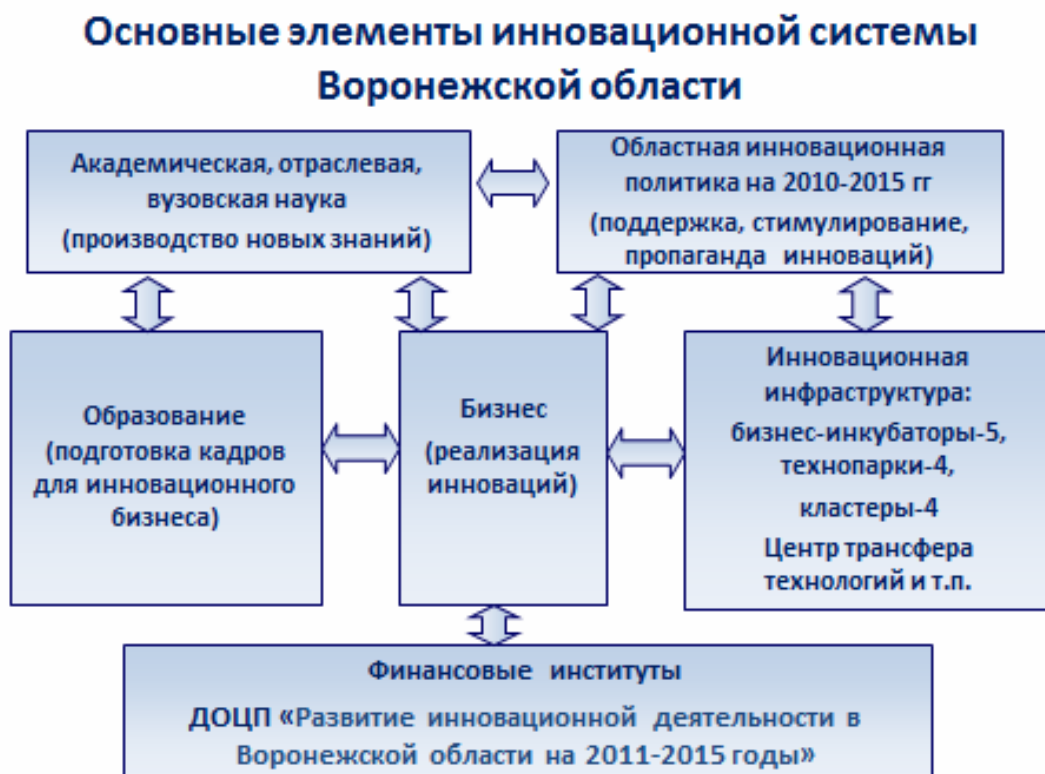 Основные элементы инновационной системы
Воронежской области
Академическая, отраслевая,
вузовская наука
(производство новых знаний)
Областная инновационная
политика на 2010-2015 гг
(поддержка, стимулирование,
пропаганда инноваций)
Образование
(подготовка кадров
для инновационного
бизнеса)
Бизнес
(реализация
инноваций)
Инновационная
инфраструктура:
бизнес-инкубаторы-5,
технопарки-4,
кластеры-4
Центр трансфера
технологий и т.п.
Финансовые институты
ДОЦП «Развитие инновационной деятельности в
Воронежской области на 2011-2015 годы»